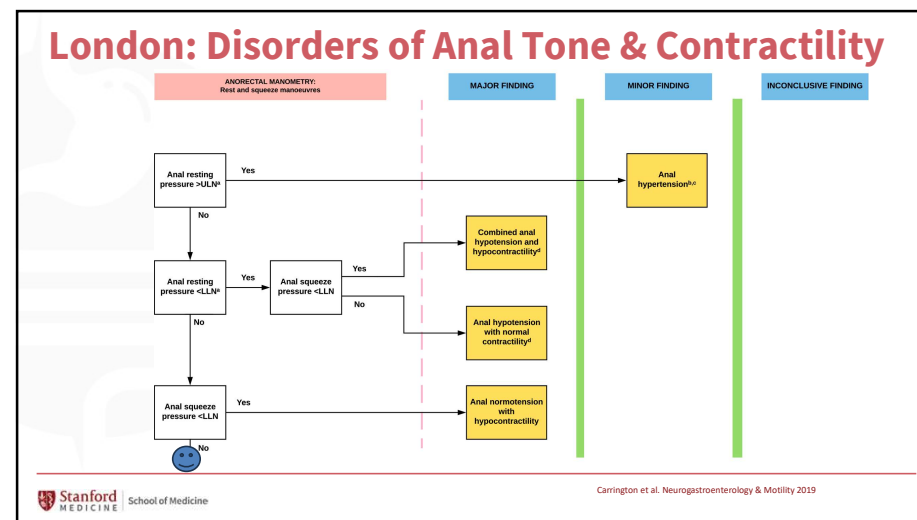 London: Disorders of Anal Tone & Contractility
ANORECTAL MANOMETRY:
Rest and squeeze manoeuvres
MAJOR FINDING
MINOR FINDING
INCONCLUSIVE FINDING
Anal resting
pressure >ULNᵃ
Yes
Anal
hypertensionᵇ,ᶜ
No
Combined anal
hypotension and
hypocontractilityᵈ
Anal resting
pressure <LLNᵃ
Yes
Anal squeeze
pressure <LLN
Yes
No
Anal hypotension
with normal
contractilityᵈ
No
Anal squeeze
pressure <LLN
Yes
Anal normotension
with
hypocontractility
No
Stanford
MEDICINE
School of Medicine
Carrington et al. Neurogastroenterology & Motility 2019